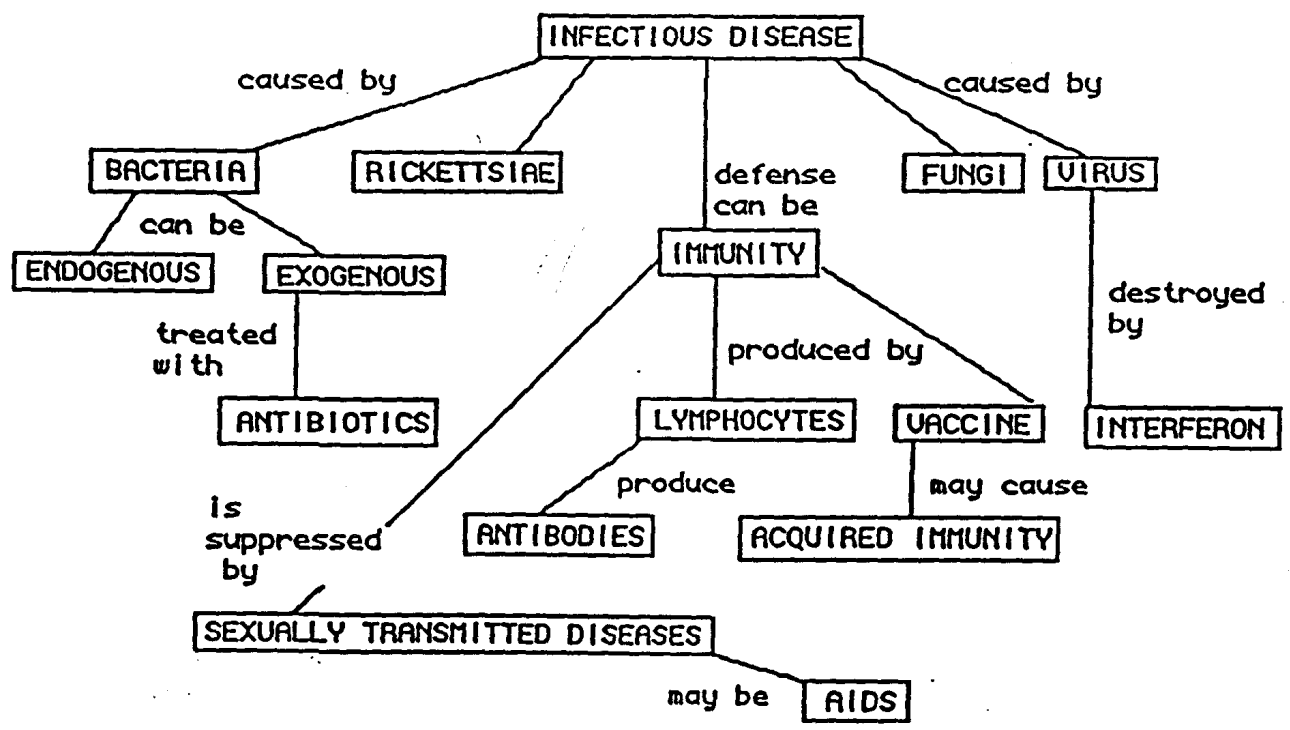 INFECTIOUS DISEASE
caused by
caused by
BACTERIA
RICKETTSIAE
defense
can be
FUNGI
VIRUS
can be
IMMUNITY
ENDOGENOUS
EXOGENOUS
destroyed
by
treated
with
produced by
ANTIBIOTICS
LYMPHOCYTES
VACCINE
INTERFERON
produce
may cause
is
suppressed
by
ANTIBODIES
ACQUIRED IMMUNITY
SEXUALLY TRANSMITTED DISEASES
may be
AIDS